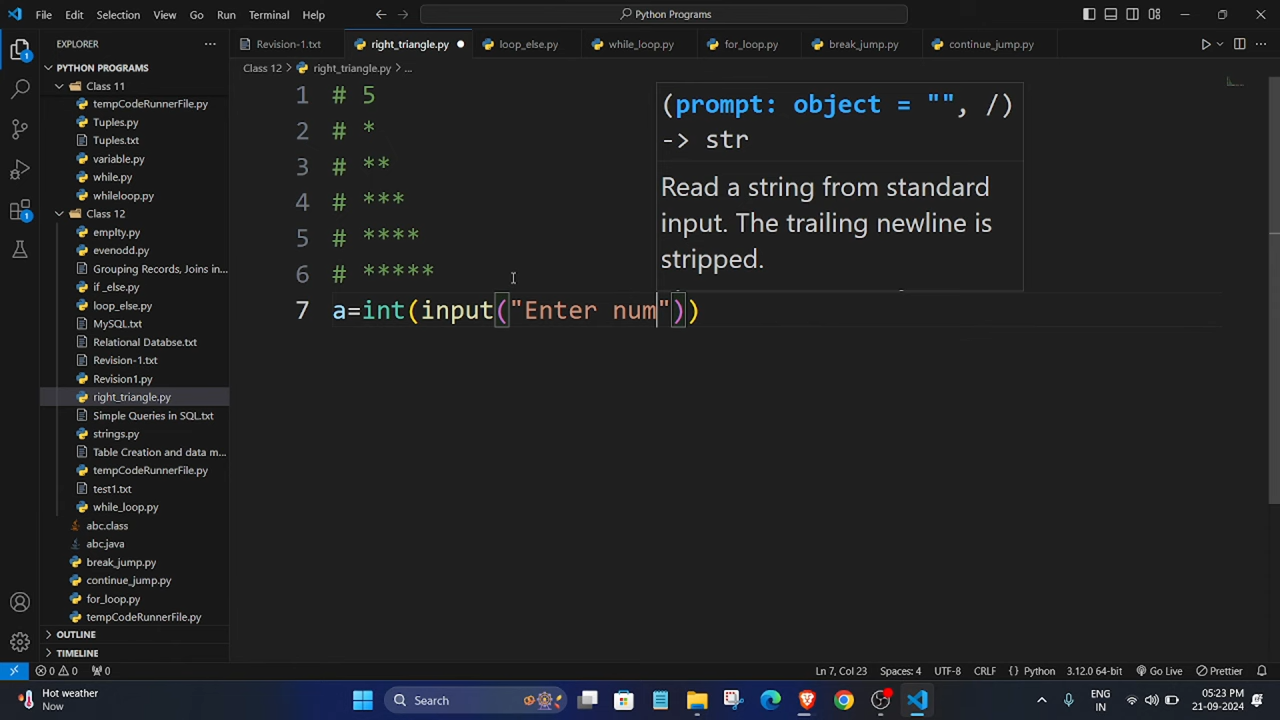 File Edit Selection View Go Run Terminal Help
Python Programs
EXPLORER
Revision-1.txt right_triangle.py loop_else.py while_loop.py for_loop.py break_jump.py continue_jump.py
PYTHON PROGRAMS
Class 12 > right_triangle.py > ...
Class 11
tempCodeRunnerFile.py
Tuples.py
Tuples.txt
variable.py
while.py
whileloop.py
Class 12
emplty.py
evenodd.py
Grouping Records, Joins in...
if _else.py
loop_else.py
MySQL.txt
Relational Databse.txt
Revision-1.txt
Revision1.py
right_triangle.py
Simple Queries in SQL.txt
strings.py
Table Creation and data m...
tempCodeRunnerFile.py
test1.txt
while_loop.py
abc.class
abc.java
break_jump.py
continue_jump.py
for_loop.py
tempCodeRunnerFile.py
OUTLINE
TIMELINE
1 # 5
2 # *
3 # **
4 # ***
5 # ****
6 # *****
7 a=int(input("Enter num"))
(prompt: object = "", /)
-> str
Read a string from standard
input. The trailing newline is
stripped.
0 0 0 Ln 7, Col 23 Spaces: 4 UTF-8 CRLF {} Python 3.12.0 64-bit Go Live Prettier
Hot weather
Now
Search
ENG
IN
05:23 PM
21-09-2024